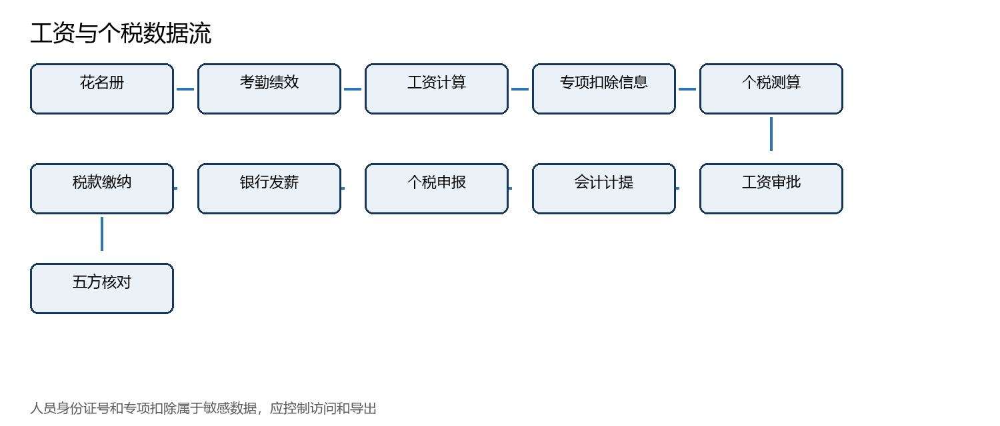 工资与个税数据流
花名册
考勤绩效
工资计算
专项扣除信息
个税测算
税款缴纳
银行发薪
个税申报
会计计提
工资审批
五方核对
人员身份证号和专项扣除属于敏感数据，应控制访问和导出